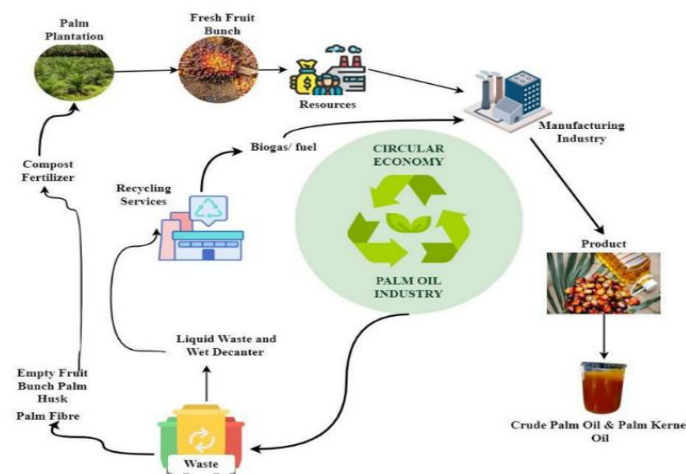 Palm
Plantation
Fresh Fruit
Bunch
Resources
Manufacturing
Industry
Biogas/ fuel
CIRCULAR
ECONOMY
PALM OIL
INDUSTRY
Compost
Fertilizer
Recycling
Services
Product
Liquid Waste and
Wet Decanter
Empty Fruit
Bunch Palm
Husk
Palm Fibre
Waste
Crude Palm Oil & Palm Kerne
Oil